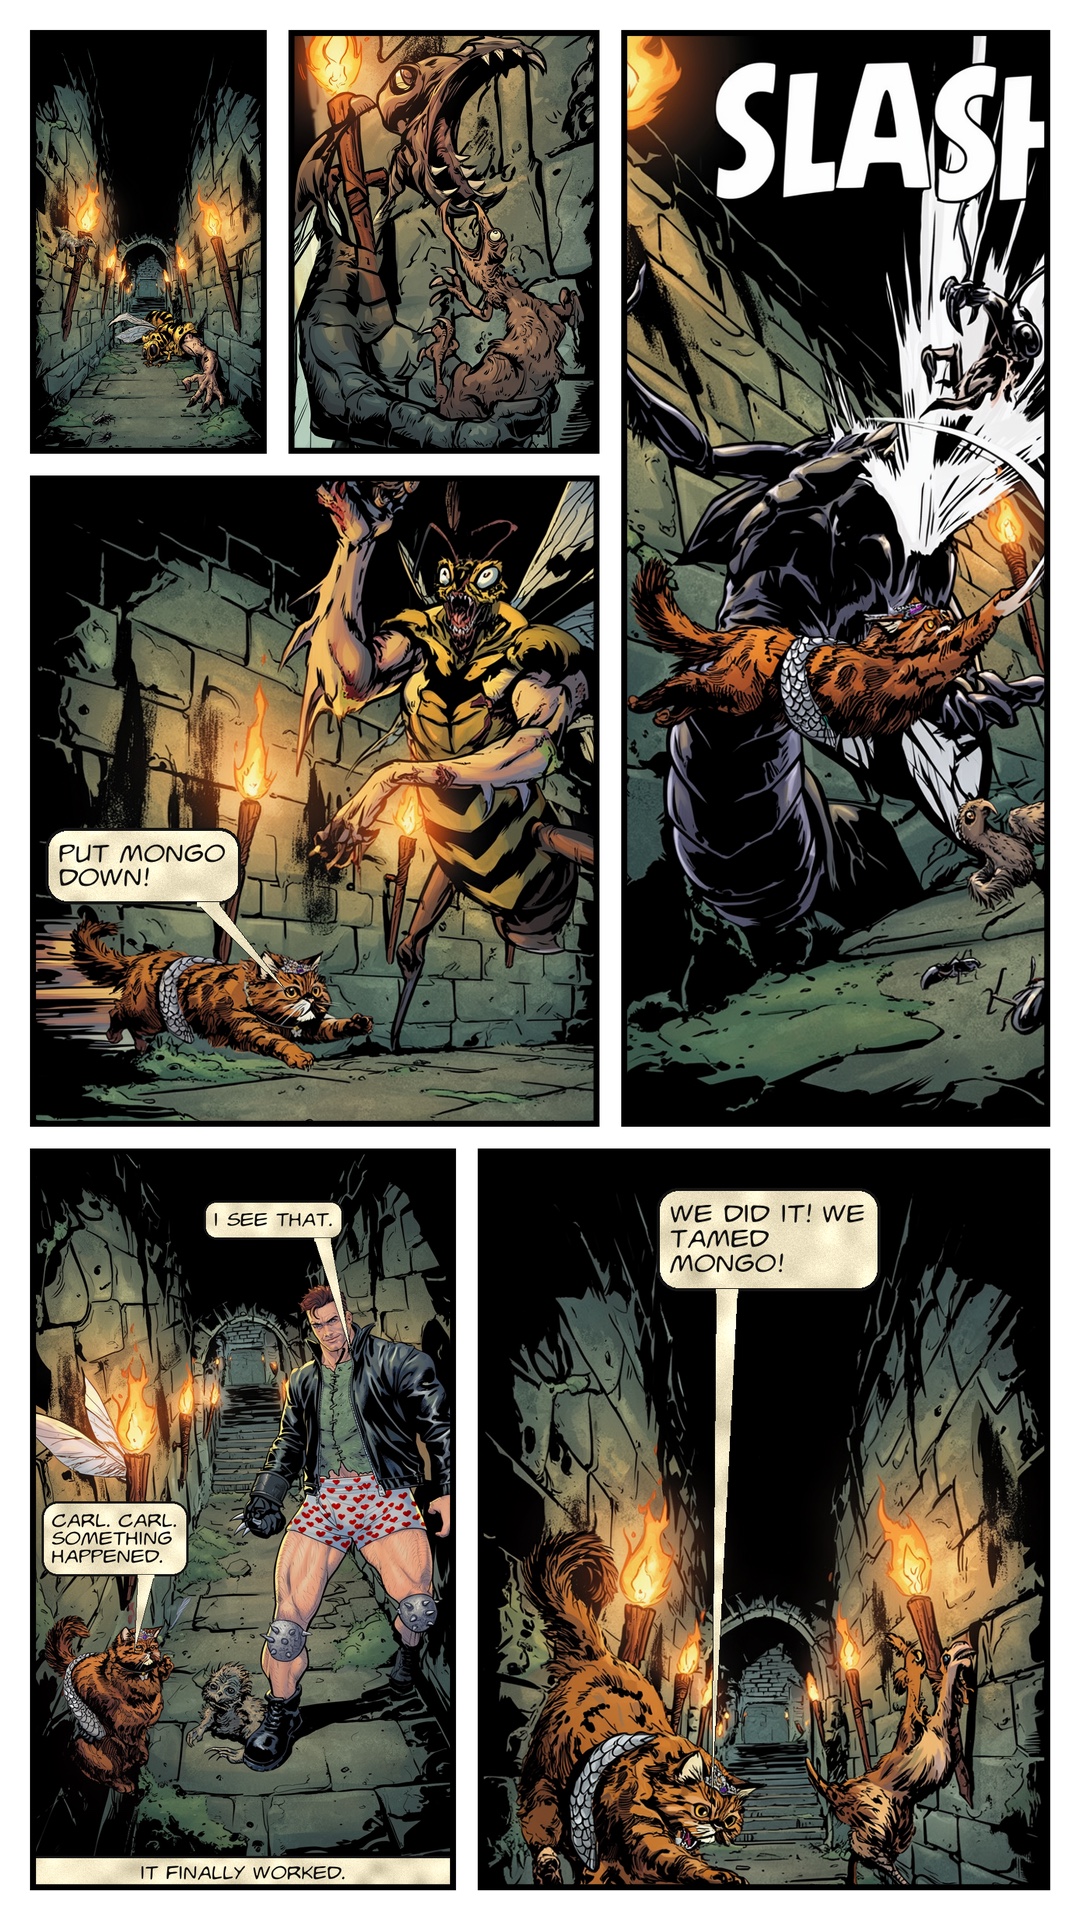 SLASH
PUT MONGO
DOWN!
I SEE THAT.
CARL. CARL.
SOMETHING
HAPPENED.
IT FINALLY WORKED.
WE DID IT! WE
TAMED
MONGO!